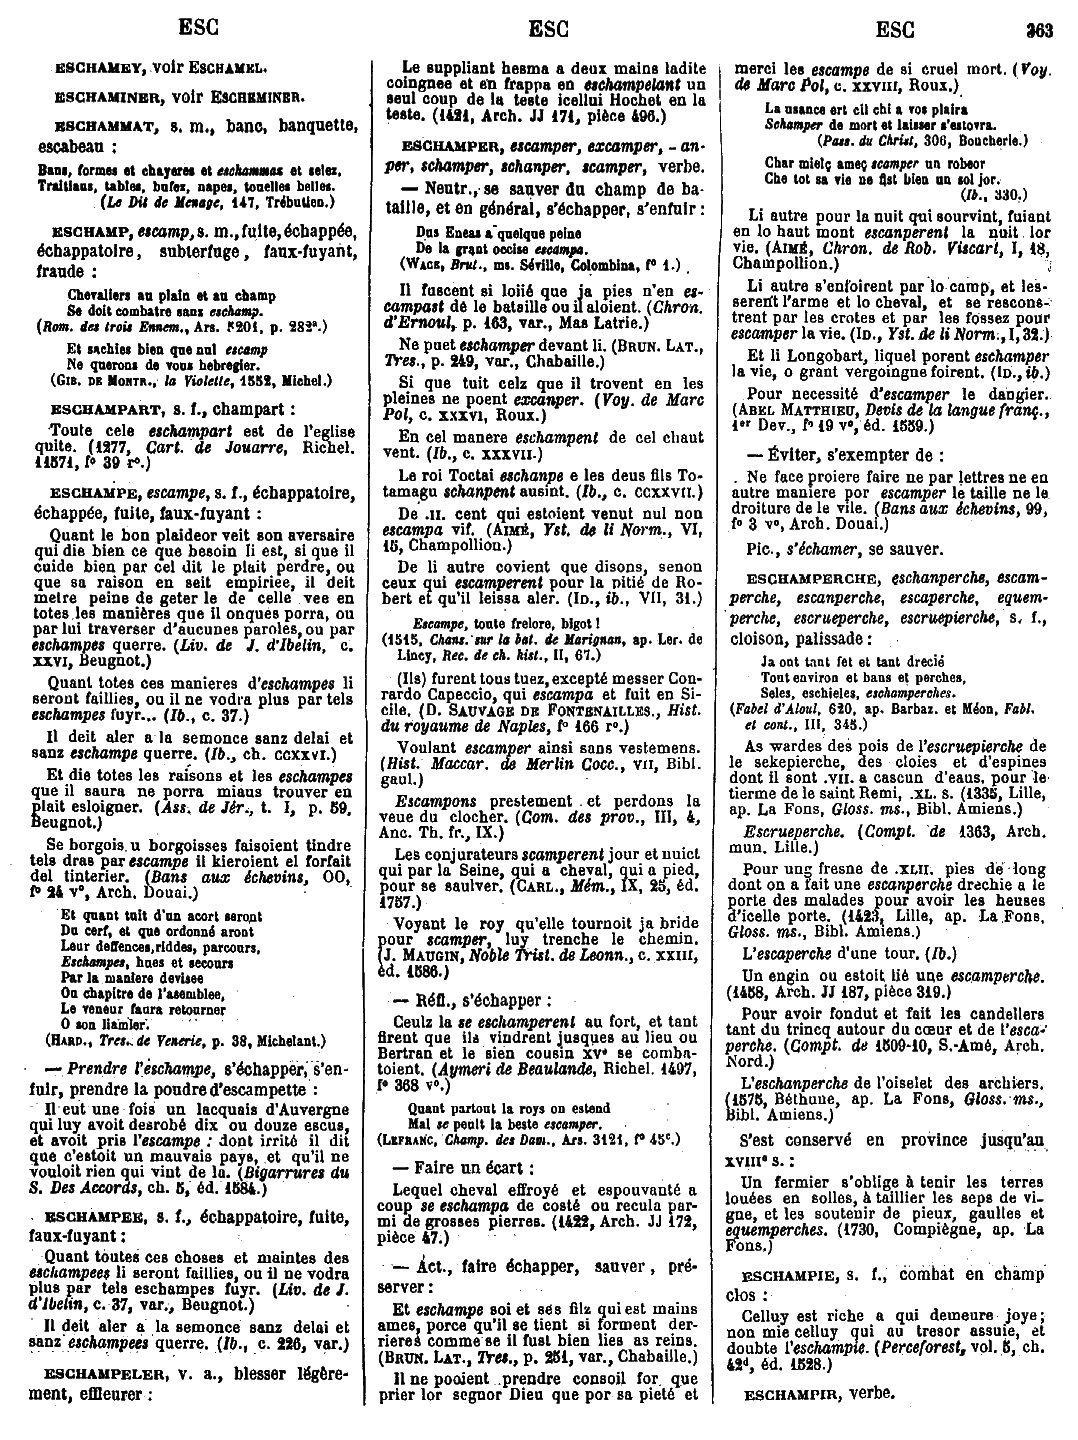 ESC
ESC
ESC
363
ESCHAMEY, voir ESCHAMEL.
ESCHAMINER, voir ESCHEMINER.
ESCHAMMAT, s. m., banc, banquette,
escabeau :
Bans, formes et chayeres et eschammas et selez,
Traitians, tables, bufez, napes, touelles belles.
(Le Dit de Menage, 147, Trébutien.)
ESCHAMP, escamp, s. m., fuite, échappée,
échappatoire, subterfuge, faux-fuyant,
fraude :
Chevaliers au plain et au champ
Se doit combatre sans eschamp.
(Rom. des trois Ennem., Ars. 5201, p. 282ª.)
Et sachies bien que nul escamp
Ne querons de vous hebregier.
(GIB. DE MONTR., la Violette, 1552, Michel.)
ESCHAMPART, s. f., champart :
Toute cele eschampart est de l'eglise
quite. (1277, Cart. de Jouarre, Richel.
11571, fº 39 rº.)
ESCHAMPE, escampe, s. f., échappatoire,
échappée, fuite, faux-fuyant :
Quant le bon plaideor veit son aversaire
qui die bien ce que besoin li est, si que il
cuide bien par cel dit le plait perdre, ou
que sa raison en seit empiriee, il deit
metre peine de geter le de celle vee en
totes les manières que il onques porra, ou
par lui traverser d'aucunes paroles, ou par
eschampes querre. (Liv. de J. d'Ibelin, c.
XXVI, Beugnot.)
Quant totes ces manieres d'eschampes li
seront faillies, ou il ne vodra plus par tels
eschampes fuyr... (Ib., c. 37.)
Il deit aler a la semonce sanz delai et
sanz eschampe querre. (Ib., ch. CCXXVI.)
Et die totes les raisons et les eschampes
que il saura ne porra miaus trouver en
plait esloigner. (Ass. de Jér., t. I, p. 59,
Beugnot.)
Se borgois u borgoisses faisoient tindre
tels dras par escampe il kieroient el forfait
del tinterier. (Bans aux échevins, OO,
fº 24 vº, Arch. Douai.)
Et quant tuit d'un acort seront
Du cerf, et que ordonné aront
Leur deffences, riddes, parcours,
Eschampes, hues et secours
Par la maniere devisee
Ou chapitre de l'asemblee,
Le veneur faura retourner
O son liamier.
(HARD., Tres. de Venerie, p. 38, Michelant.)
— Prendre l'eschampe, s'échapper, s'en-
fuir, prendre la poudre d'escampette :
Il eut une fois un lacquais d'Auvergne
qui luy avoit desrobé dix ou douze escus,
et avoit pris l'escampe : dont irrité il dit
que c'estoit un mauvais pays, et qu'il ne
vouloit rien qui vint de là. (Bigarrures du
S. Des Accords, ch. 5, éd. 1584.)
ESCHAMPEE, s. f., échappatoire, fuite,
faux-fuyant :
Quant toutes ces choses et maintes des
eschampees li seront faillies, ou il ne vodra
plus par tels eschampes fuyr. (Liv. de J.
d'Ibelin, c. 37, var., Beugnot.)
Il deit aler a la semonce sanz delai et
sanz eschampees querre. (Ib., c. 226, var.)
ESCHAMPELER, v. a., blesser légère-
ment, effleurer :
Le suppliant hesma a deux mains ladite
coingnee et en frappa en eschampelant un
seul coup de la teste icellui Hochet en la
teste. (1421, Arch. JJ 171, pièce 496.)
ESCHAMPER, escamper, excamper, - an-
per, schamper, schanper, scamper, verbe.
— Neutr., se sauver du champ de ba-
taille, et en général, s'échapper, s'enfuir :
Dus Eneas a quelque peine
De la grant occise escampa.
(WACE, Brut., ms. Séville, Colombina, fº 1.)
Il fuscent si loiié que ja pies n'en es-
campast de le bataille ou il aloient. (Chron.
d'Ernoul, p. 163, var., Mas Latrie.)
Ne puet eschamper devant li. (BRUN. LAT.,
Tres., p. 249, var., Chabaille.)
Si que tuit celz que il trovent en les
pleines ne poent excanper. (Voy. de Marc
Pol, c. XXXVI, Roux.)
En cel manere eschampent de cel chaut
vent. (Ib., c. XXXVII.)
Le roi Toctai eschanpe e les deus fils To-
tamagu schanpent ausint. (Ib., c. CCXXVII.)
De .II. cent qui estoient venut nul non
escampa vif. (AIMÉ, Yst. de li Norm., VI,
15, Champollion.)
De li autre covient que disons, senon
ceux qui escamperent pour la pitié de Ro-
bert et qu'il leissa aler. (ID., ib., VII, 31.)
Escampe, toute frelore, bigot !
(1515, Chans. sur la bat. de Marignan, ap. Ler. de
Lincy, Rec. de ch. hist., II, 67.)
(Ils) furent tous tuez, excepté messer Con-
rardo Capeccio, qui escampa et fuit en Si-
cile, (D. SAUVAGE DE FONTENAILLES., Hist.
du royaume de Naples, fº 166 rº.)
Voulant escamper ainsi sans vestemens.
(Hist. Maccar. de Merlin Cocc., VII, Bibl.
gaul.)
Escampons prestement et perdons la
veue du clocher. (Com. des prov., III, 4,
Anc. Th. fr., IX.)
Les conjurateurs scamperent jour et nuict
qui par la Seine, qui a cheval, qui a pied,
pour se saulver. (CARL., Mém., IX, 25, éd.
1757.)
Voyant le roy qu'elle tournoit ja bride
pour scamper, luy trenche le chemin.
(J. MAUGIN, Noble Trist. de Leonn., c. XXIII,
éd. 1586.)
— Réfl., s'échapper :
Ceulz la se eschamperent au fort, et tant
firent que ils vindrent jusques au lieu ou
Bertran et le sien cousin XVᵉ se comba-
toient. (Aymeri de Beaulande, Richel. 1497,
fº 368 vº.)
Quant partout la roys on estend
Mal se peult la beste escamper.
(LEFRANC, Champ. des Dam., Ars. 3121, fº 45ᶜ.)
— Faire un écart :
Lequel cheval effroyé et espouvanté a
coup se eschampa de costé ou recula par-
mi de grosses pierres. (1422, Arch. JJ 172,
pièce 47.)
— Act., faire échapper, sauver, pré-
server :
Et eschampe soi et ses filz qui est mains
ames, porce qu'il se tient si forment der-
rieres comme se il fust bien lies as reins.
(BRUN. LAT., Tres., p. 251, var., Chabaille.)
Il ne pooient prendre consoil for que
prier lor segnor Dieu que por sa pieté et
merci les escampe de si cruel mort. (Voy.
de Marc Pol, c. XXVIII, Roux.)
La usance ert cil chi a vos plaira
Schamper de mort et laisser s'estovra.
(Pass. du Christ, 306, Boucherie.)
Char mielç ameç scamper un robeor
Che tot sa vie ne fist bien un sol jor.
(Ib., 330.)
Li autre pour la nuit qui sourvint, fuiant
en lo haut mont escanperent la nuit lor
vie. (AIMÉ, Chron. de Rob. Viscart, I, 18,
Champollion.)
Li autre s'enfoirent par lo camp, et les-
serent l'arme et lo cheval, et se rescons-
trent par les crotes et par les fossez pour
escamper la vie. (ID., Yst. de li Norm., I, 32.)
Et li Longobart, liquel porent eschamper
la vie, o grant vergoingne foirent. (ID., ib.)
Pour necessité d'escamper le dangier.
(ABEL MATTHIEU, Devis de la langue franç.,
1ᵉʳ Dev., fº 19 vº, éd. 1559.)
— Éviter, s'exempter de :
Ne face proiere faire ne par lettres ne en
autre maniere por escamper le taille ne le
droiture de le vile. (Bans aux échevins, 99,
fº 3 vº, Arch. Douai.)
Pic., s'échamer, se sauver.
ESCHAMPERCHE, eschanperche, escam-
perche, escanperche, escaperche, equem-
perche, escrueperche, escruepierche, s. f.,
cloison, palissade :
Ja ont tant fet et tant drecié
Tout environ et bans et perches,
Seles, eschieles, eschamperches.
(Fabel d'Aloul, 620, ap. Barbaz. et Méon, Fabl.
et cont., III, 345.)
As wardes des pois de l'escruepierche de
le sekepierche, des cloies et d'espines
dont il sont .VII. a cascun d'eaus, pour le
tierme de le saint Remi, .XL. s. (1335, Lille,
ap. La Fons, Gloss. ms., Bibl. Amiens.)
Escrueperche. (Compt. de 1363, Arch.
mun. Lille.)
Pour ung fresne de .XLII. pies de long
dont on a fait une escanperche drechie a le
porte des malades pour avoir les heuses
d'icelle porte. (1423, Lille, ap. La Fons,
Gloss. ms., Bibl. Amiens.)
L'escaperche d'une tour. (Ib.)
Un engin ou estoit lié une escamperche.
(1458, Arch. JJ 187, pièce 319.)
Pour avoir fondut et fait les candellers
tant du trincq autour du cœur et de l'esca-
perche. (Compt. de 1509-10, S.-Amé, Arch.
Nord.)
L'eschanperche de l'oiselet des archiers.
(1575, Béthune, ap. La Fons, Gloss. ms.,
Bibl. Amiens.)
S'est conservé en province jusqu'au
XVIIIᵉ s. :
Un fermier s'oblige à tenir les terres
louées en solles, à taillier les seps de vi-
gne, et les soutenir de pieux, gaulles et
equemperches. (1730, Compiègne, ap. La
Fons.)
ESCHAMPIE, s. f., combat en champ
clos :
Celluy est riche a qui demeure joye ;
non mie celluy qui au tresor assuie, et
doubte l'eschampie. (Perceforest, vol. 5, ch.
42ᵈ, éd. 1528.)
ESCHAMPIR, verbe.